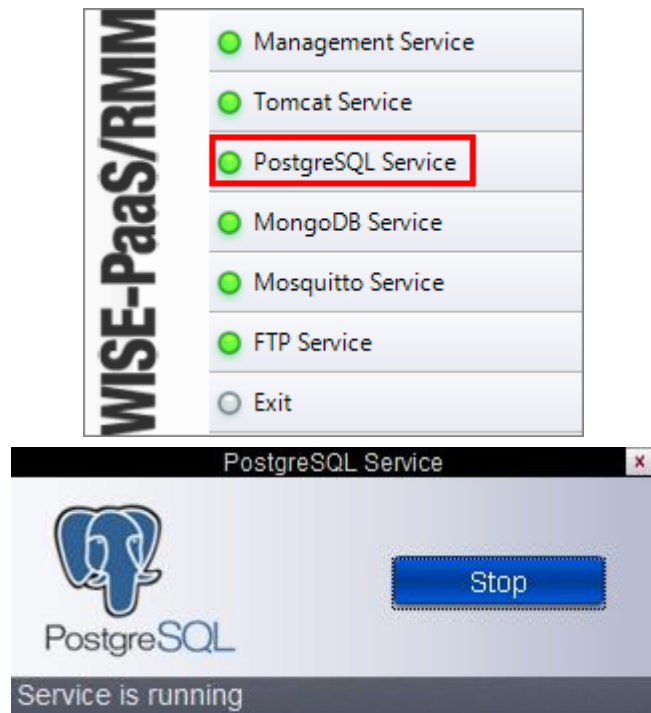 WISE-PaaS/RMM
Management Service
Tomcat Service
PostgreSQL Service
MongoDB Service
Mosquitto Service
FTP Service
Exit
PostgreSQL Service
x
Stop
PostgreSQL
Service is running